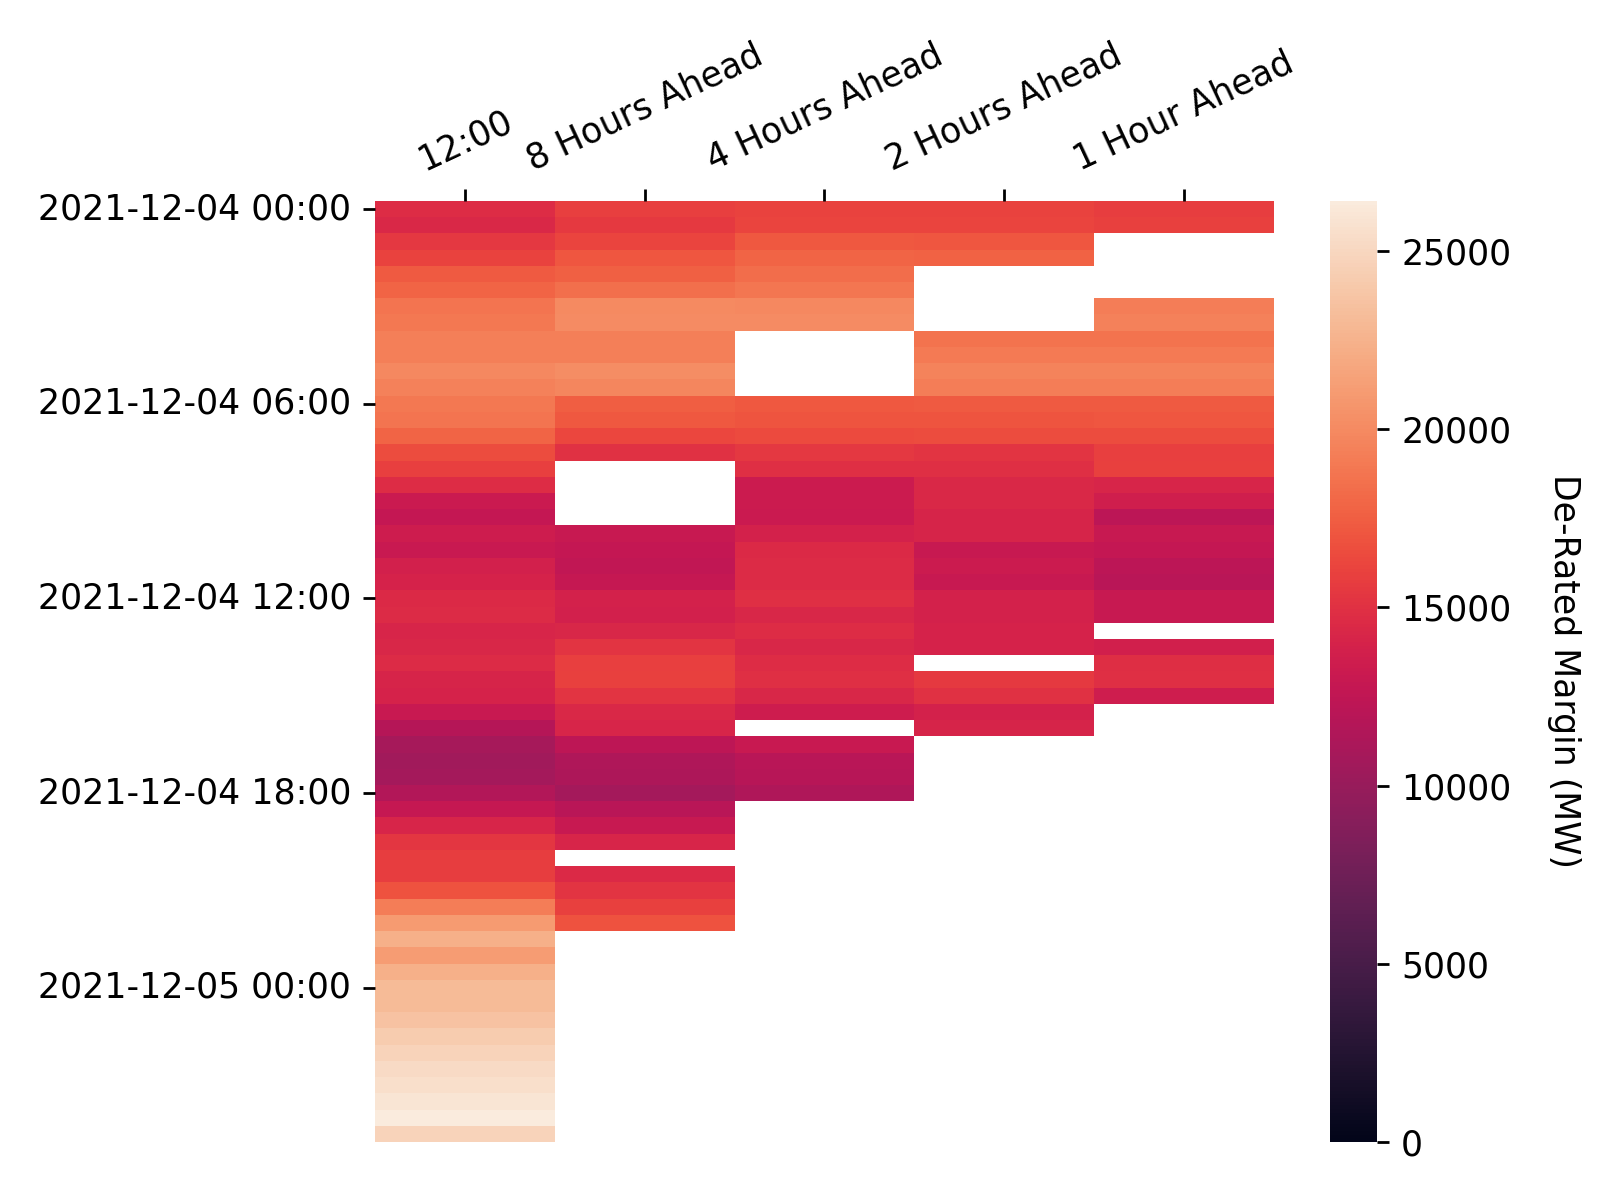 12:00
8 Hours Ahead
4 Hours Ahead
2 Hours Ahead
1 Hour Ahead
2021-12-04 00:00
2021-12-04 06:00
2021-12-04 12:00
2021-12-04 18:00
2021-12-05 00:00
25000
20000
15000
10000
5000
0
De-Rated Margin (MW)